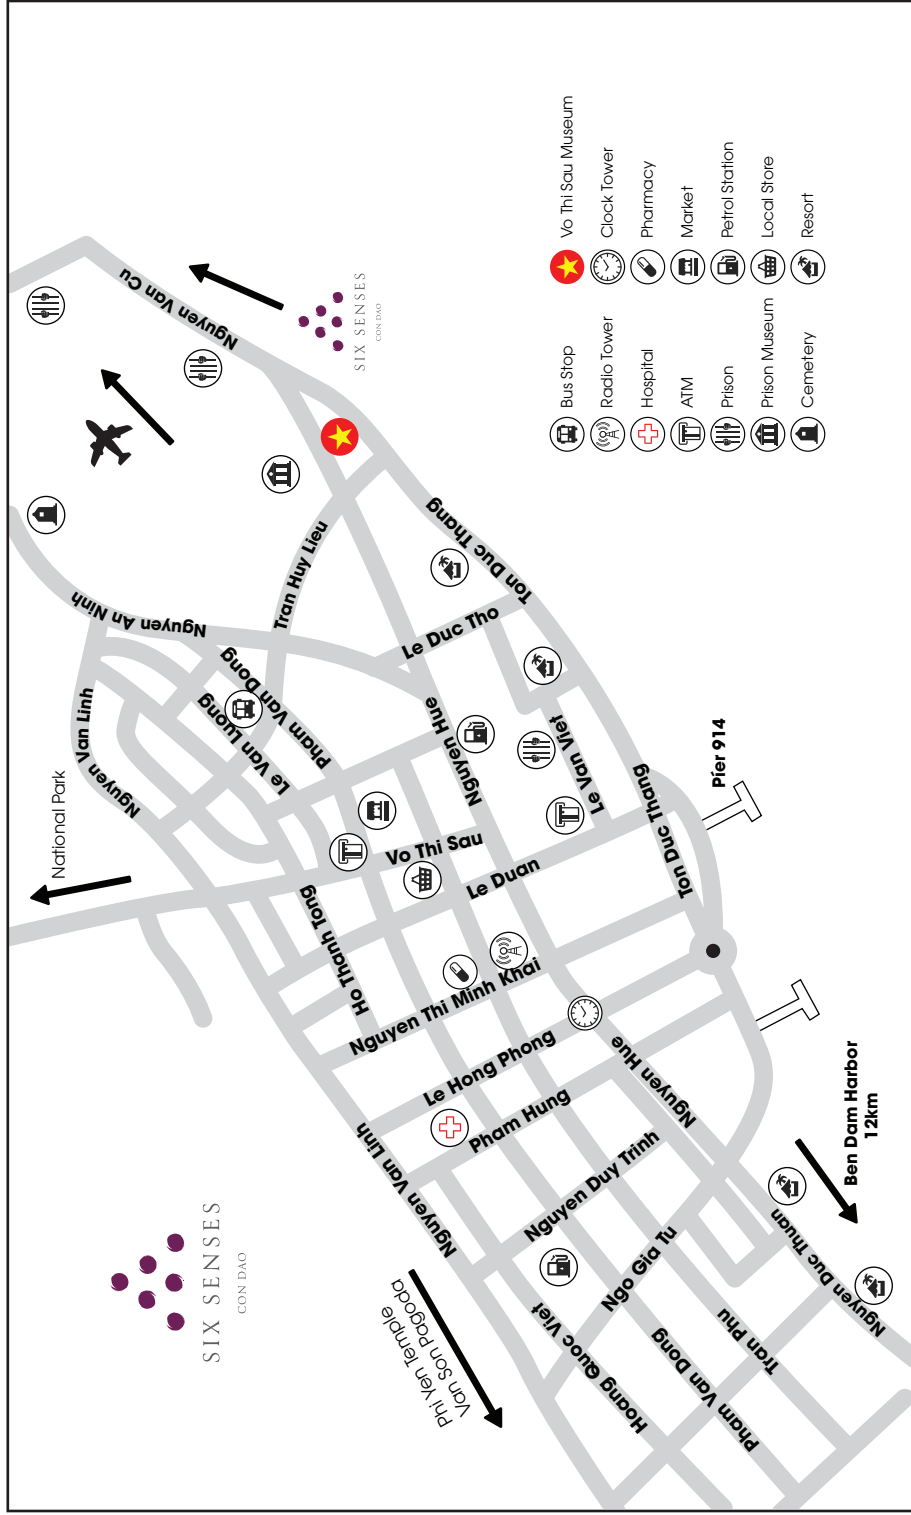 SIX SENSES
CON DAO
Phi Yen Temple
Van Son Pagoda
National Park
Nguyen Van Linh
Nguyen Van Linh
Nguyen An Ninh
Nguyen Van Cu
SIX SENSES
CON DAO
Tran Huy Lieu
Pham Van Dong
Le Van Luong
Ho Thanh Tong
Vo Thi Sau
Le Duan
Nguyen Thi Minh Khai
Le Hong Phong
Pham Hung
Nguyen Duy Trinh
Ngo Gia Tu
Hoang Quoc Viet
Pham Van Dong
Tran Phu
Nguyen Hue
Nguyen Hue
Le Duc Tho
Le Van Viet
Ton Duc Thang
Ton Duc Thang
Nguyen Duc Thuan
Pier 914
Ben Dam Harbor
12km
Bus Stop
Radio Tower
Hospital
ATM
Prison
Prison Museum
Cemetery
Vo Thi Sau Museum
Clock Tower
Pharmacy
Market
Petrol Station
Local Store
Resort